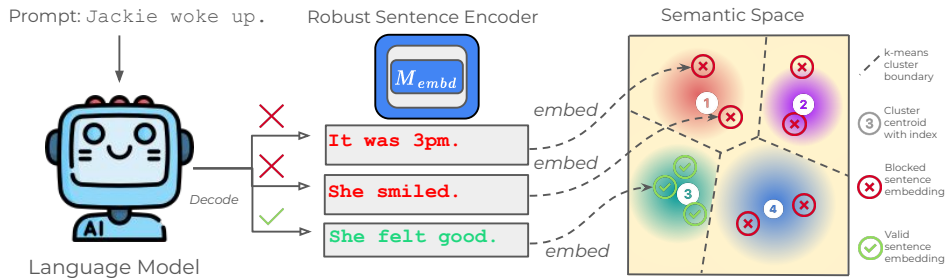 Prompt: Jackie woke up.
Robust Sentence Encoder
Semantic Space
M_embd
It was 3pm.
She smiled.
She felt good.
embed
embed
embed
Decode
AI
Language Model
1
2
3
4
k-means
cluster
boundary
3
Cluster
centroid
with index
Blocked
sentence
embedding
Valid
sentence
embedding